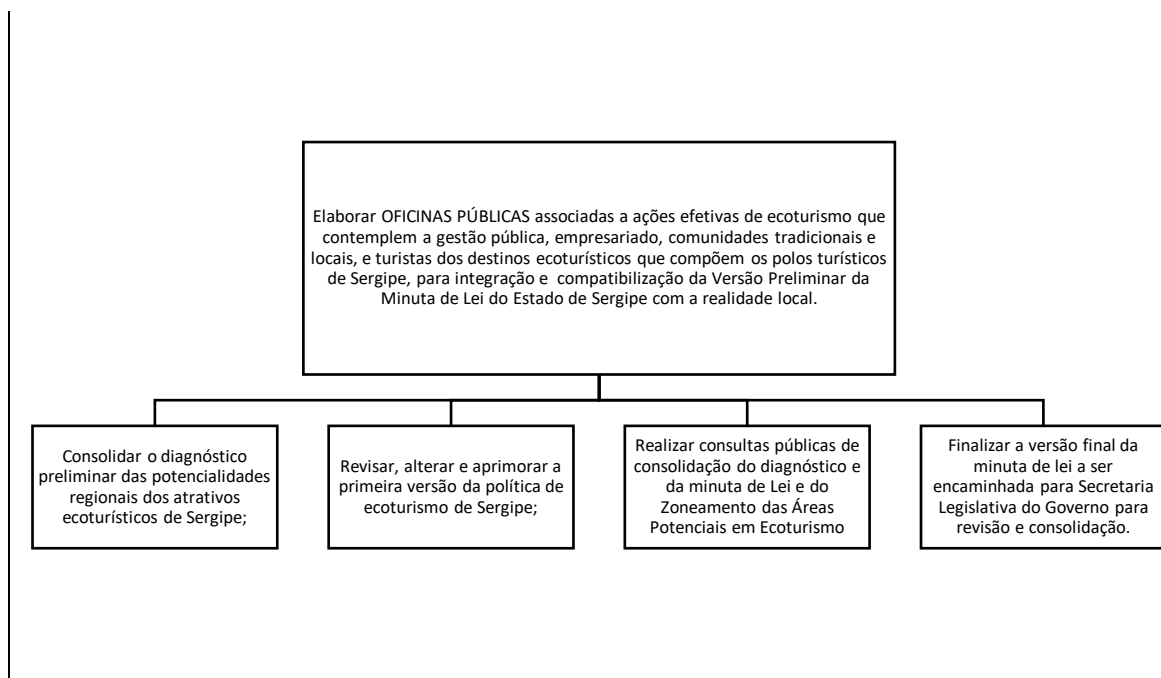 Elaborar OFICINAS PÚBLICAS associadas a ações efetivas de ecoturismo que
contemplem a gestão pública, empresariado, comunidades tradicionais e
locais, e turistas dos destinos ecoturísticos que compõem os polos turísticos
de Sergipe, para integração e compatibilização da Versão Preliminar da
Minuta de Lei do Estado de Sergipe com a realidade local.
Consolidar o diagnóstico
preliminar das potencialidades
regionais dos atrativos
ecoturísticos de Sergipe;
Revisar, alterar e aprimorar a
primeira versão da política de
ecoturismo de Sergipe;
Realizar consultas públicas de
consolidação do diagnóstico e
da minuta de Lei e do
Zoneamento das Áreas
Potenciais em Ecoturismo
Finalizar a versão final da
minuta de lei a ser
encaminhada para Secretaria
Legislativa do Governo para
revisão e consolidação.